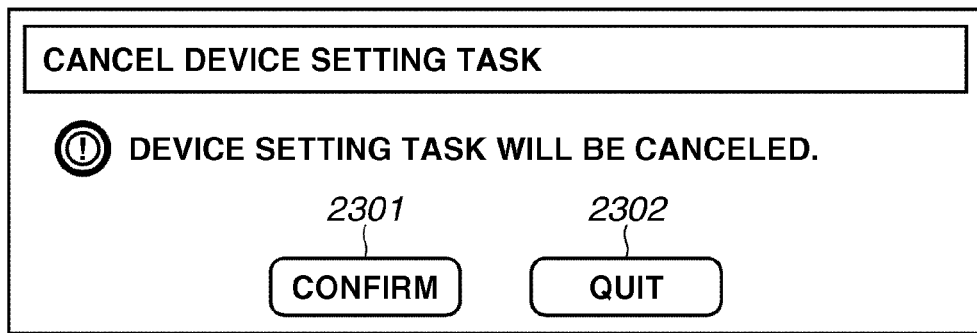 CANCEL DEVICE SETTING TASK
! DEVICE SETTING TASK WILL BE CANCELED.
2301 2302
CONFIRM QUIT